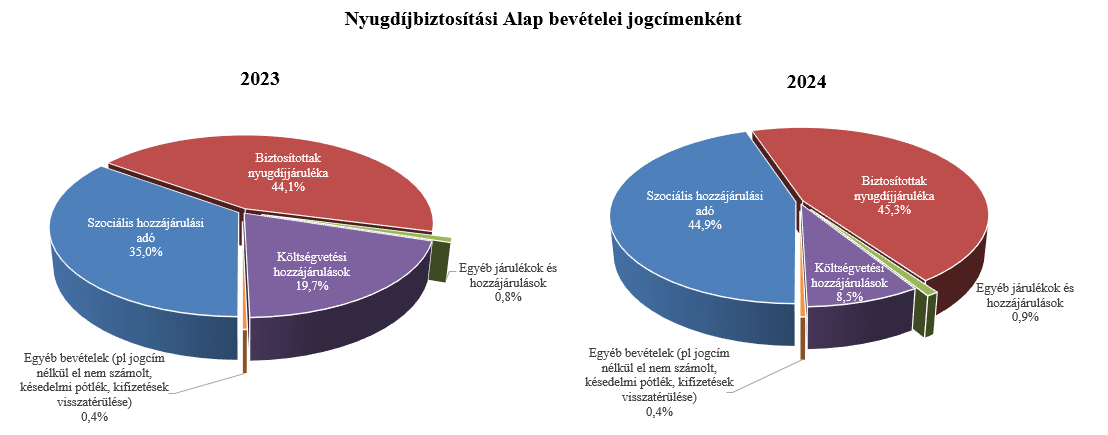 Nyugdíjbiztosítási Alap bevételei jogcímenként
2023
Biztosítottak
nyugdíjjáruléka
44,1%
Szociális hozzájárulási
adó
35,0%
Költségvetési
hozzájárulások
19,7%
Egyéb járulékok és
hozzájárulások
0,8%
Egyéb bevételek (pl jogcím
nélkül el nem számolt,
késedelmi pótlék, kifizetések
visszatérülése)
0,4%
2024
Szociális hozzájárulási
adó
44,9%
Biztosítottak
nyugdíjjáruléka
45,3%
Költségvetési
hozzájárulások
8,5%
Egyéb járulékok és
hozzájárulások
0,9%
Egyéb bevételek (pl jogcím
nélkül el nem számolt,
késedelmi pótlék, kifizetések
visszatérülése)
0,4%